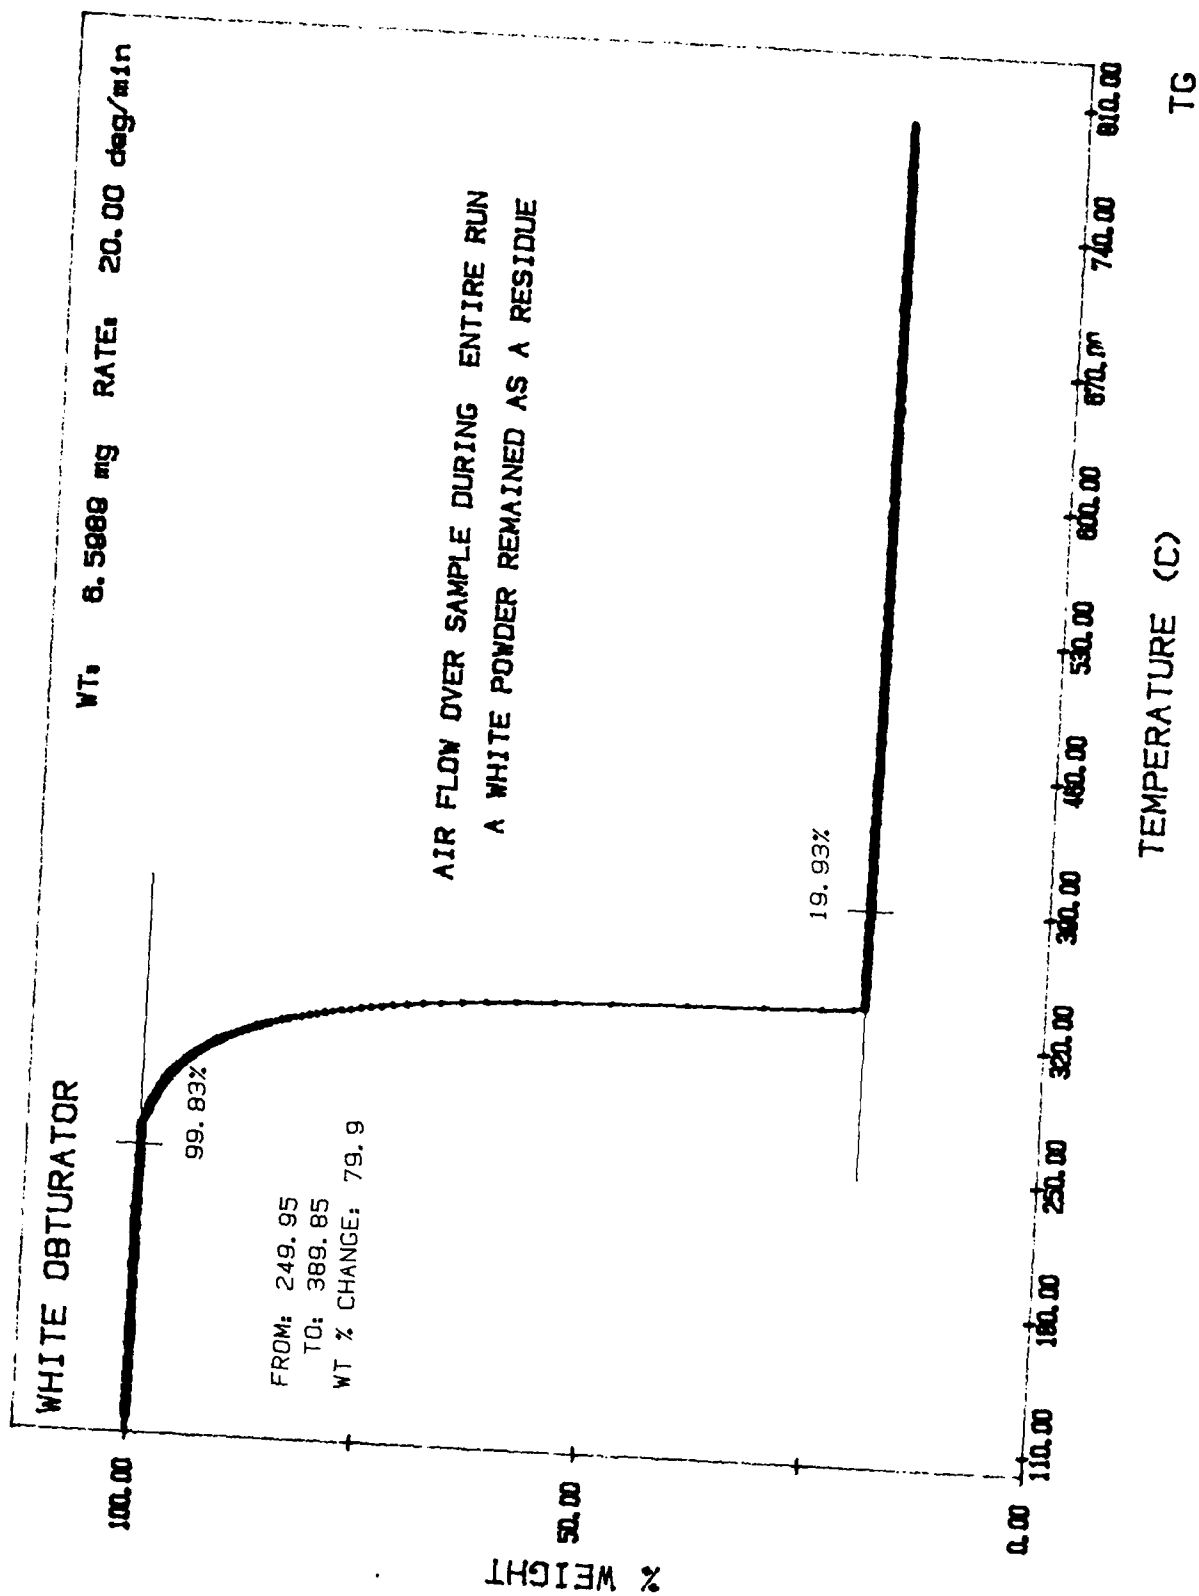 WHITE OBTURATOR
WT: 6.5988 mg RATE: 20.00 deg/min
100.00
99.83%
FROM: 249.95
TO: 389.85
WT % CHANGE: 79.9
AIR FLOW OVER SAMPLE DURING ENTIRE RUN
A WHITE POWDER REMAINED AS A RESIDUE
50.00
% WEIGHT
19.93%
0.00
110.00 180.00 250.00 320.00 390.00 460.00 530.00 600.00 670.00 740.00 810.00
TEMPERATURE (C)
TG